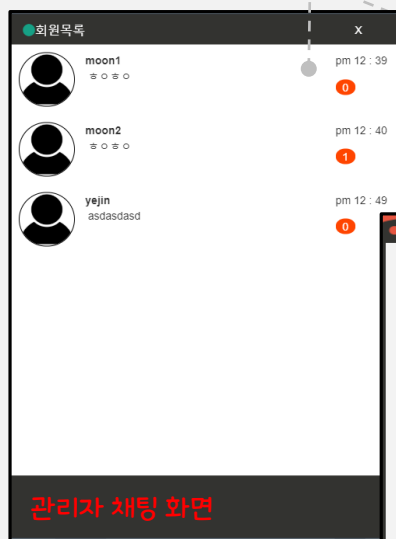 회원목록 x
moon1 pm 12 : 39
ㅎㅇㅎㅇ
0
moon2 pm 12 : 40
ㅎㅇㅎㅇ
1
yejin pm 12 : 49
asdasdasd
0
관리자 채팅 화면